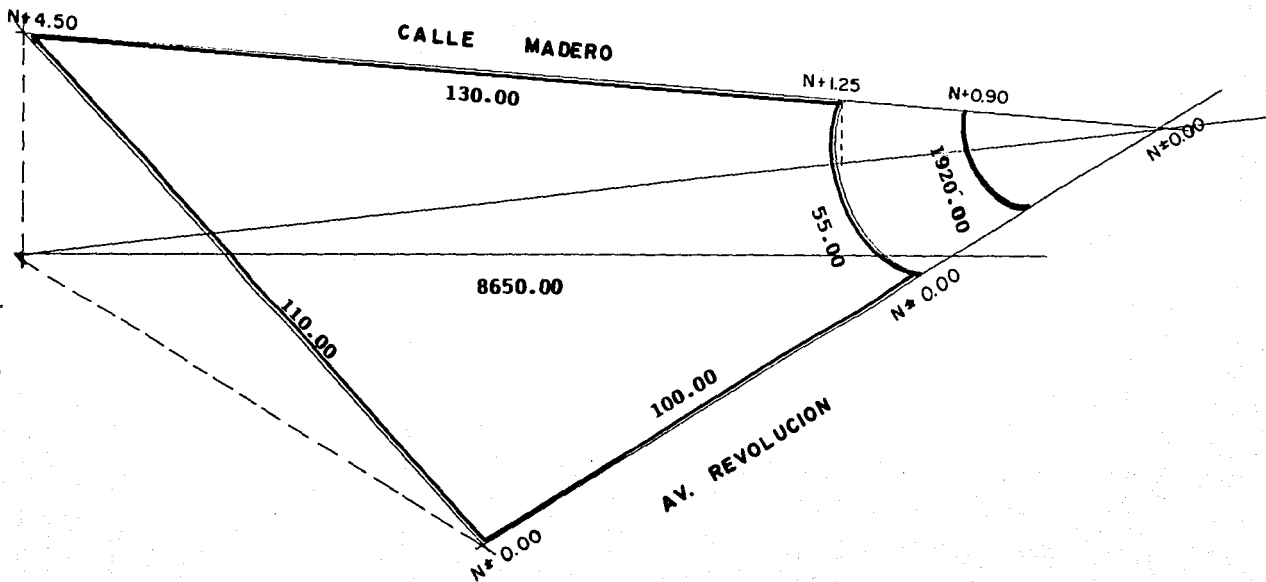 N+4.50
CALLE MADERO
130.00
N+1.25
N+0.90
N±0.00
1920.00
55.00
8650.00
N± 0.00
110.00
100.00
AV. REVOLUCION
N± 0.00